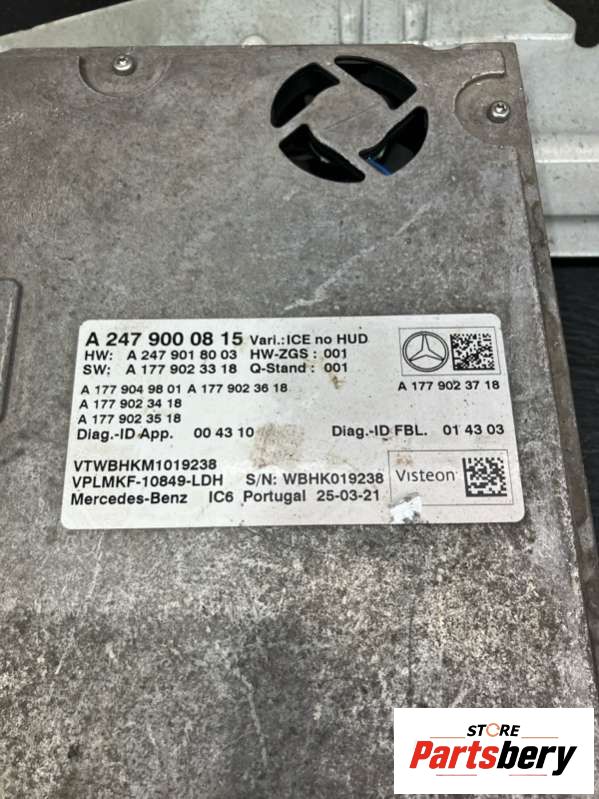 A 247 900 08 15 Vari.:ICE no HUD
HW: A 247 901 80 03 HW-ZGS : 001
SW: A 177 902 33 18 Q-Stand : 001
A 177 904 98 01 A 177 902 36 18 A 177 902 37 18
A 177 902 34 18
A 177 902 35 18
Diag.-ID App. 00 43 10 Diag.-ID FBL. 01 43 03
VTWBHKM1019238
VPLMKF-10849-LDH S/N: WBHK019238
Mercedes-Benz IC6 Portugal 25-03-21
Visteon
STORE
Partsbery